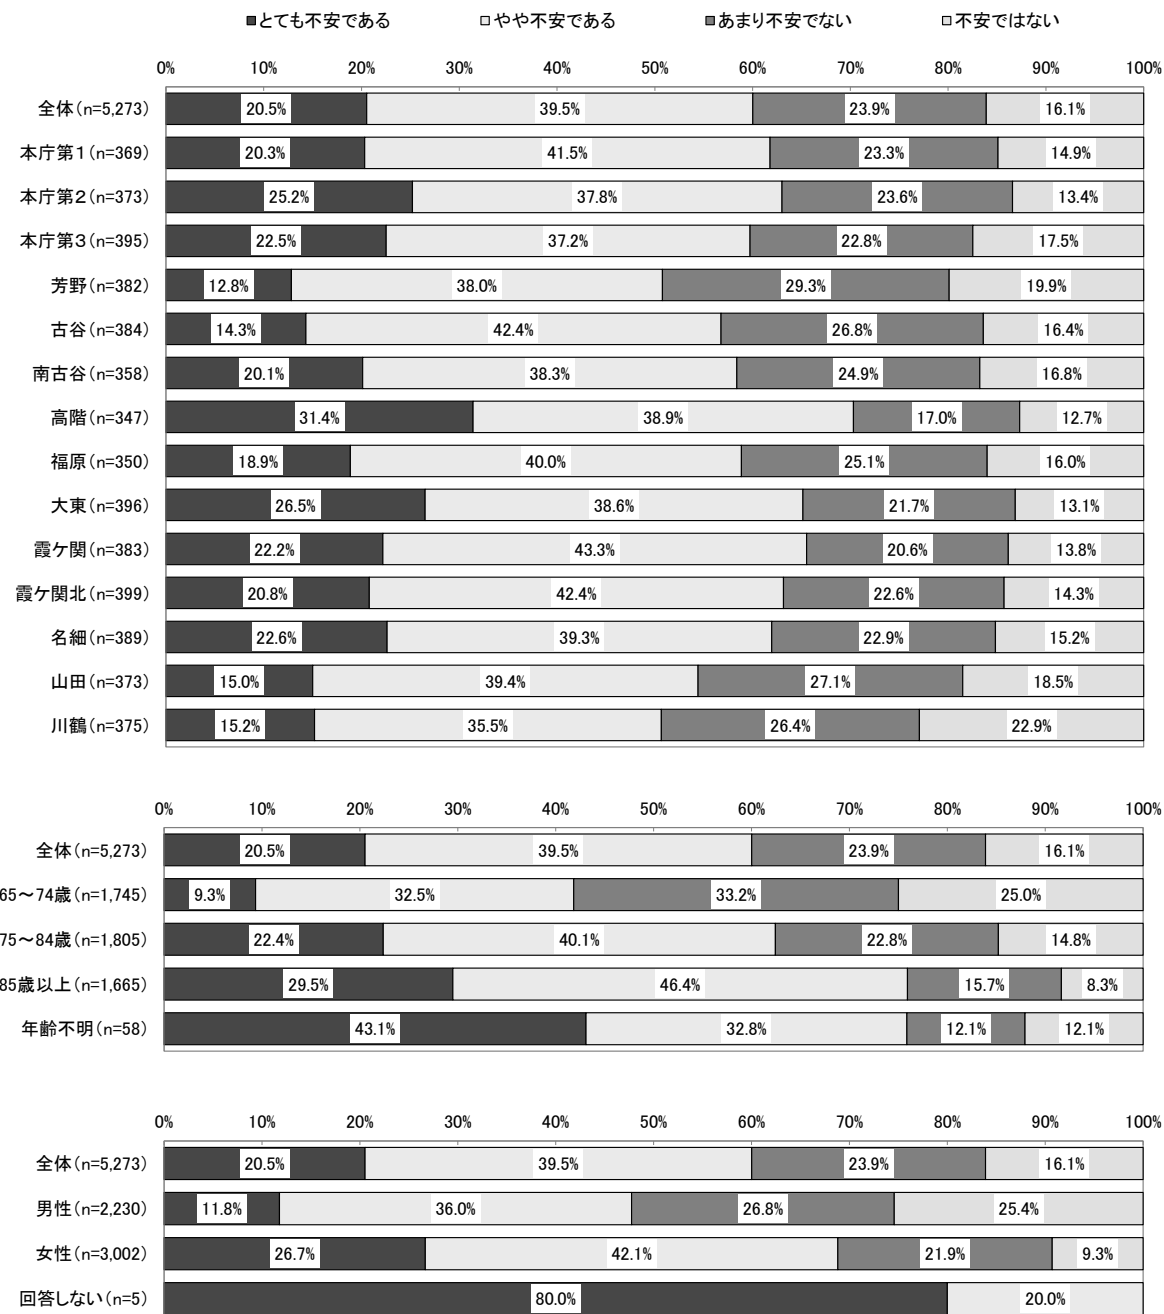 ■とても不安である □やや不安である ■あまり不安でない □不安ではない
0% 10% 20% 30% 40% 50% 60% 70% 80% 90% 100%
全体(n=5,273) 20.5% 39.5% 23.9% 16.1%
本庁第1(n=369) 20.3% 41.5% 23.3% 14.9%
本庁第2(n=373) 25.2% 37.8% 23.6% 13.4%
本庁第3(n=395) 22.5% 37.2% 22.8% 17.5%
芳野(n=382) 12.8% 38.0% 29.3% 19.9%
古谷(n=384) 14.3% 42.4% 26.8% 16.4%
南古谷(n=358) 20.1% 38.3% 24.9% 16.8%
高階(n=347) 31.4% 38.9% 17.0% 12.7%
福原(n=350) 18.9% 40.0% 25.1% 16.0%
大東(n=396) 26.5% 38.6% 21.7% 13.1%
霞ケ関(n=383) 22.2% 43.3% 20.6% 13.8%
霞ケ関北(n=399) 20.8% 42.4% 22.6% 14.3%
名細(n=389) 22.6% 39.3% 22.9% 15.2%
山田(n=373) 15.0% 39.4% 27.1% 18.5%
川鶴(n=375) 15.2% 35.5% 26.4% 22.9%
0% 10% 20% 30% 40% 50% 60% 70% 80% 90% 100%
全体(n=5,273) 20.5% 39.5% 23.9% 16.1%
65～74歳(n=1,745) 9.3% 32.5% 33.2% 25.0%
75～84歳(n=1,805) 22.4% 40.1% 22.8% 14.8%
85歳以上(n=1,665) 29.5% 46.4% 15.7% 8.3%
年齢不明(n=58) 43.1% 32.8% 12.1% 12.1%
0% 10% 20% 30% 40% 50% 60% 70% 80% 90% 100%
全体(n=5,273) 20.5% 39.5% 23.9% 16.1%
男性(n=2,230) 11.8% 36.0% 26.8% 25.4%
女性(n=3,002) 26.7% 42.1% 21.9% 9.3%
回答しない(n=5) 80.0% 20.0%